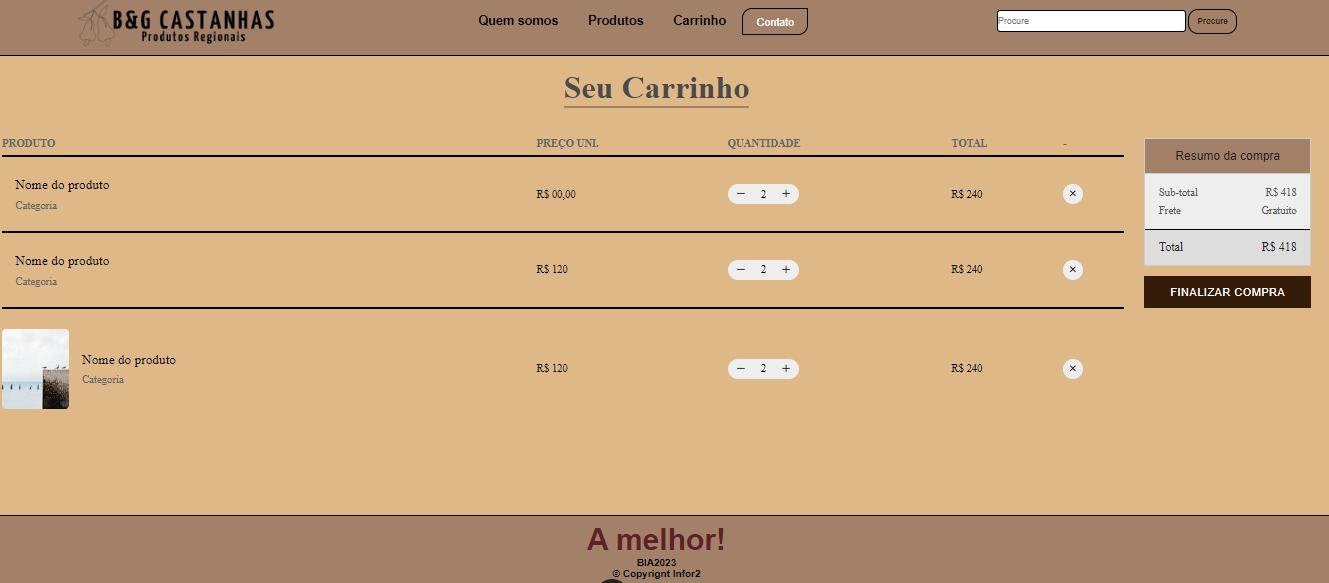 B&G CASTANHAS
Produtos Regionais
Quem somos Produtos Carrinho Contato
Procure Procure
Seu Carrinho
PRODUTO PREÇO UNI. QUANTIDADE TOTAL -
Nome do produto
Categoria
R$ 00,00 − 2 + R$ 240 ×
Nome do produto
Categoria
R$ 120 − 2 + R$ 240 ×
Nome do produto
Categoria
R$ 120 − 2 + R$ 240 ×
Resumo da compra
Sub-total R$ 418
Frete Gratuito
Total R$ 418
FINALIZAR COMPRA
A melhor!
BIA2023
© Copyrignt Infor2